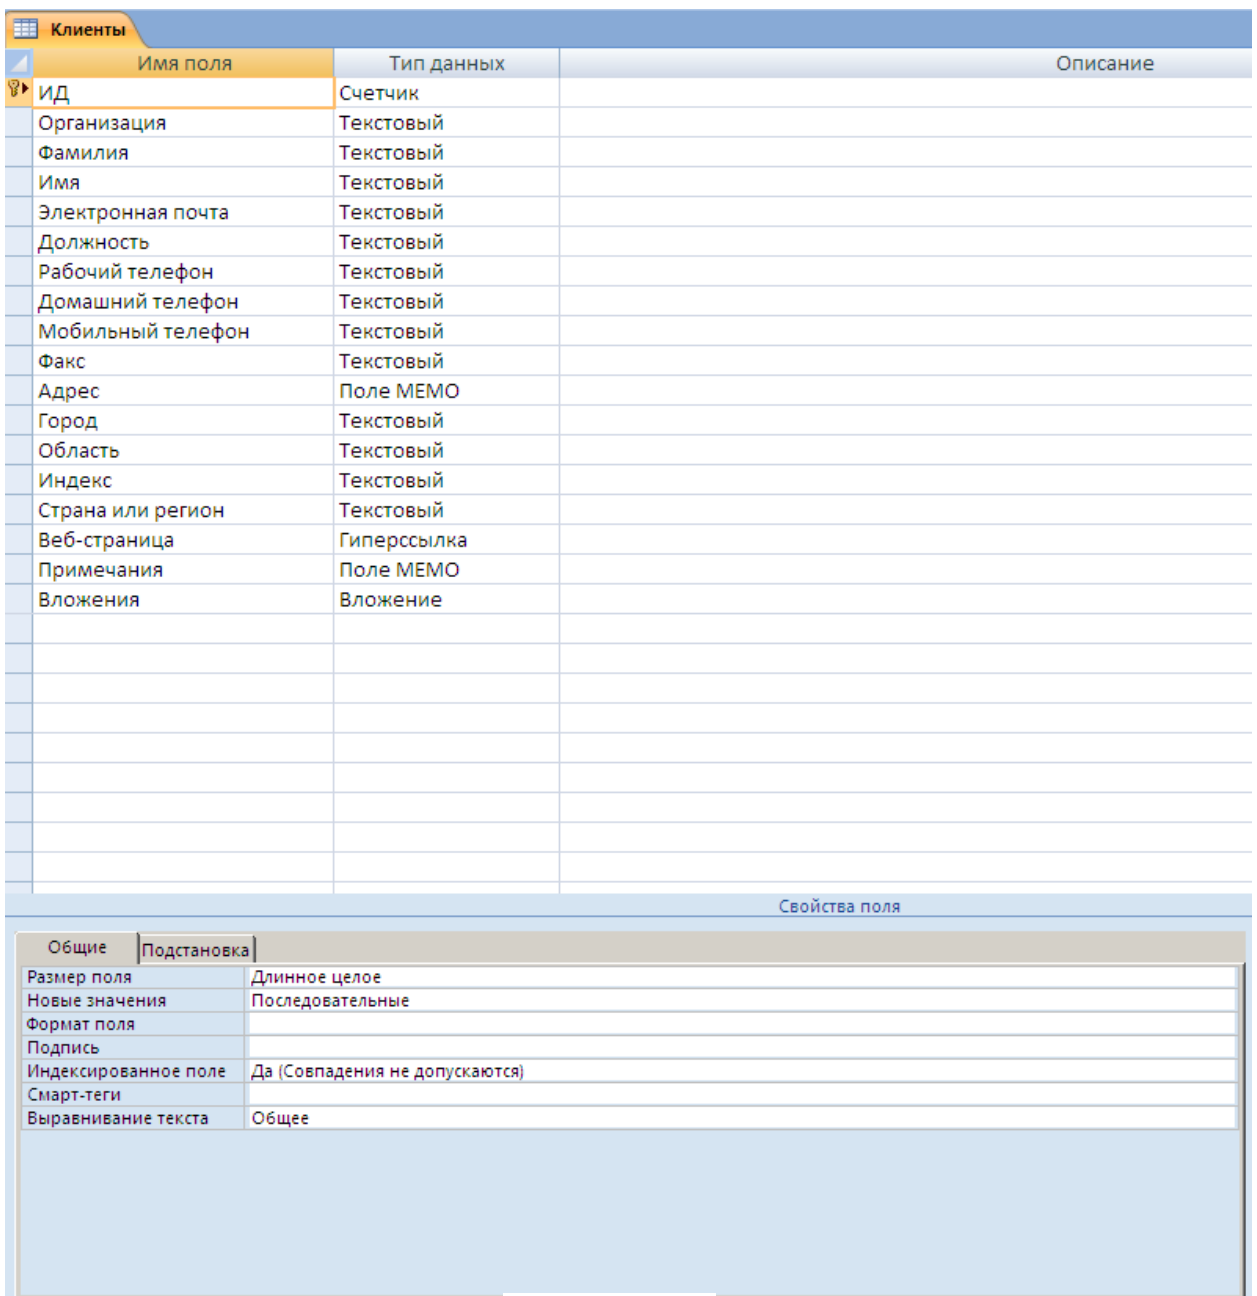 Клиенты
Имя поля Тип данных Описание
ИД Счетчик
Организация Текстовый
Фамилия Текстовый
Имя Текстовый
Электронная почта Текстовый
Должность Текстовый
Рабочий телефон Текстовый
Домашний телефон Текстовый
Мобильный телефон Текстовый
Факс Текстовый
Адрес Поле МЕМО
Город Текстовый
Область Текстовый
Индекс Текстовый
Страна или регион Текстовый
Веб-страница Гиперссылка
Примечания Поле МЕМО
Вложения Вложение
Свойства поля
Общие Подстановка
Размер поля Длинное целое
Новые значения Последовательные
Формат поля
Подпись
Индексированное поле Да (Совпадения не допускаются)
Смарт-теги
Выравнивание текста Общее